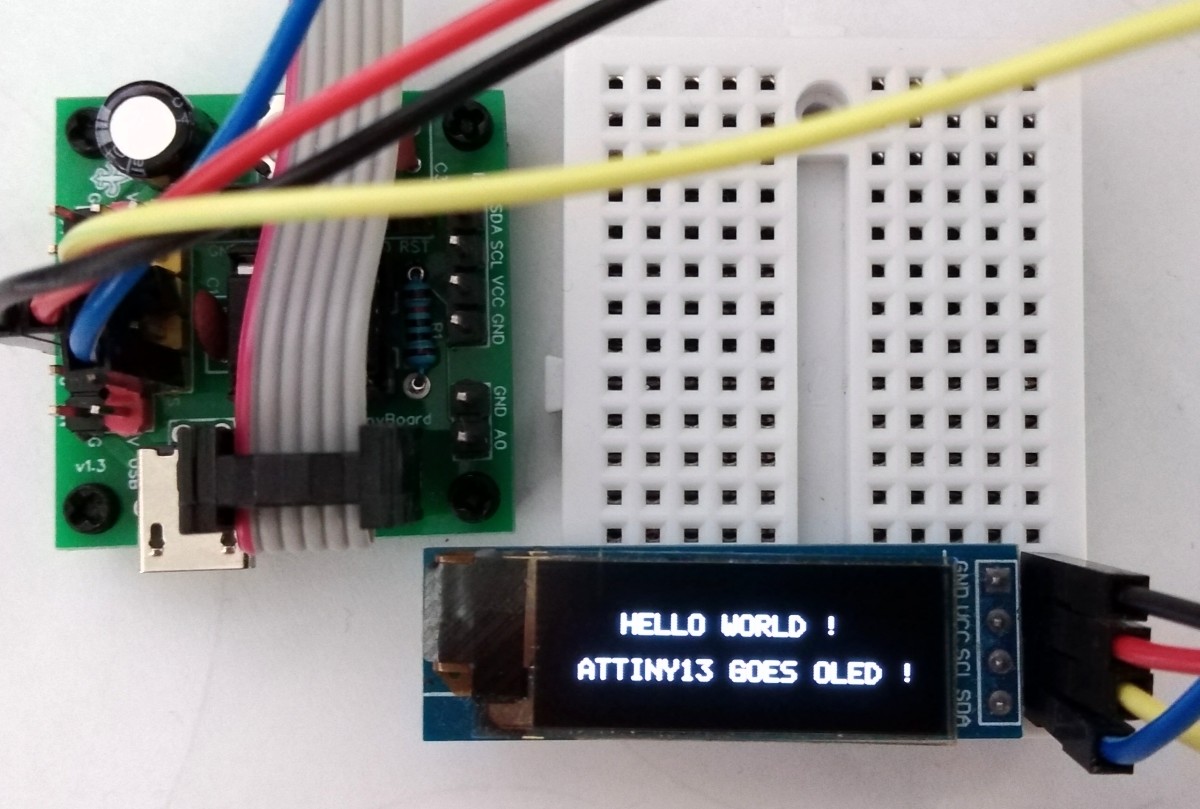 SDA SCL VCC GND
RST
R1
GND A0
nyBoard
v1.3
USB
G
V
HELLO WORLD !
ATTINY13 GOES OLED !
GND VCC SCL SDA